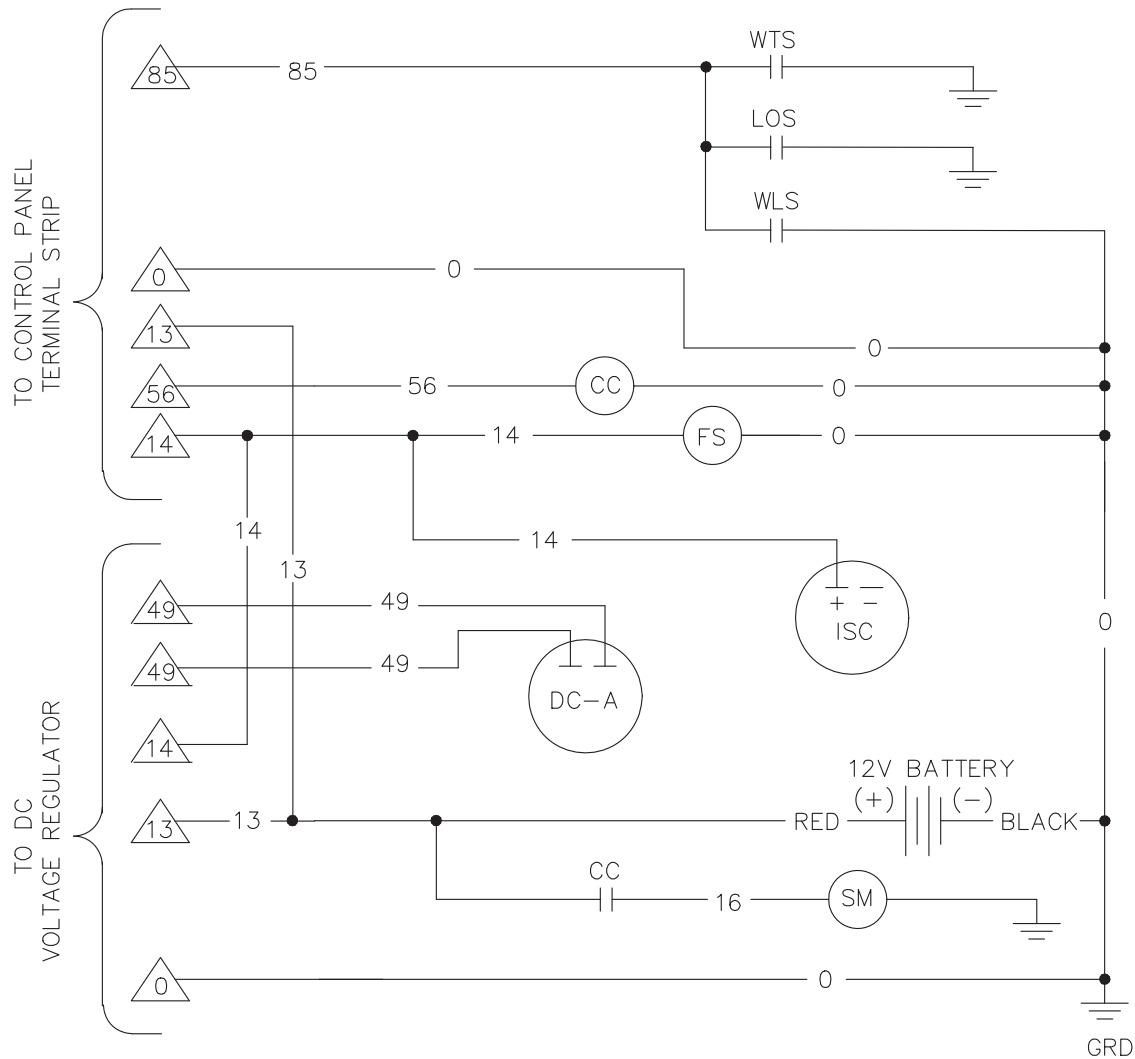 TO CONTROL PANEL
TERMINAL STRIP
85
85
WTS
LOS
WLS
0
0
0
13
56
56
CC
0
14
14
FS
0
14
13
14
+ −
ISC
0
TO DC
VOLTAGE REGULATOR
49
49
49
49
DC−A
14
12V BATTERY
(+)
(−)
13
13
RED
BLACK
CC
16
SM
0
0
GRD